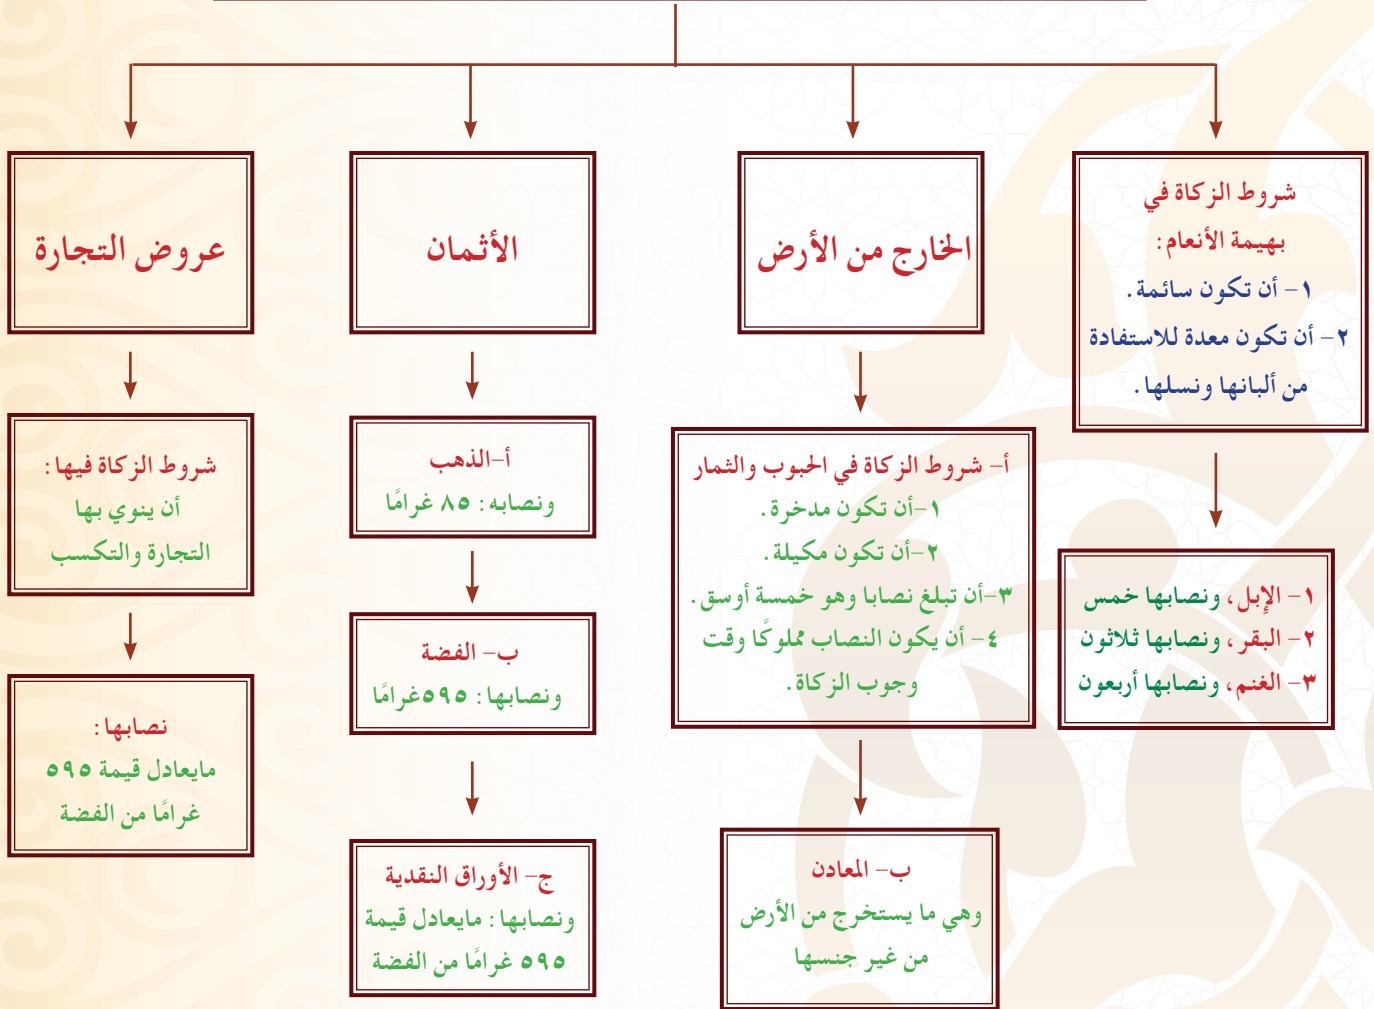 شروط الزكاة في
بهيمة الأنعام:
١- أن تكون سائمة.
٢- أن تكون معدة للاستفادة
من ألبانها ونسلها.
١- الإِبل، ونصابها خمس
٢- البقر، ونصابها ثلاثون
٣- الغنم، ونصابها أربعون
الخارج من الأرض
أ- شروط الزكاة في الحبوب والثمار
١-أن تكون مدخرة.
٢-أن تكون مكيلة.
٣-أن تبلغ نصابا وهو خمسة أوسق.
٤- أن يكون النصاب مملوكًا وقت
وجوب الزكاة.
ب- المعادن
وهي ما يستخرج من الأرض
من غير جنسها
الأثمان
أ-الذهب
ونصابه: ٨٥ غرامًا
ب- الفضة
ونصابها: ٥٩٥غرامًا
ج- الأوراق النقدية
ونصابها: مايعادل قيمة
٥٩٥ غرامًا من الفضة
عروض التجارة
شروط الزكاة فيها:
أن ينوي بها
التجارة والتكسب
نصابها:
مايعادل قيمة ٥٩٥
غرامًا من الفضة